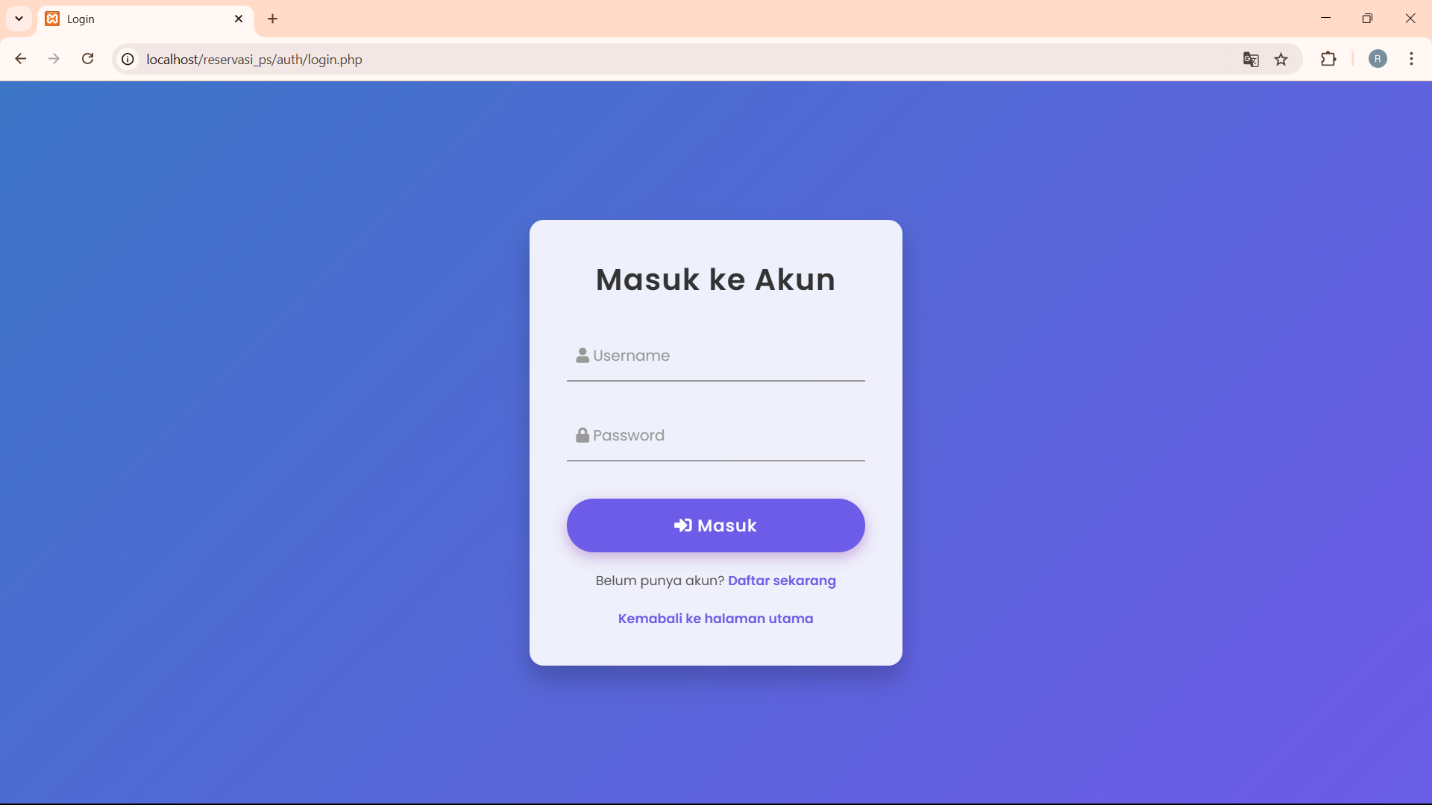 Login
localhost/reservasi_ps/auth/login.php
R
Masuk ke Akun
Username
Password
Masuk
Belum punya akun? Daftar sekarang
Kemabali ke halaman utama